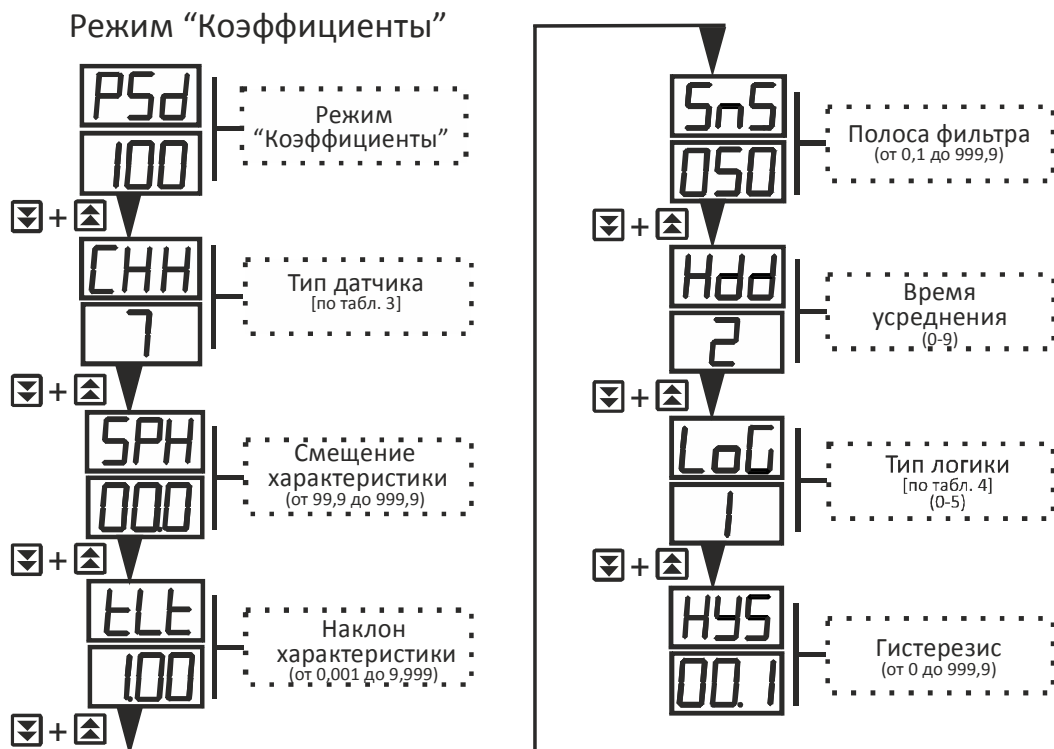 Режим “Коэффициенты”
PSd
100
Режим
“Коэффициенты”
+
CHH
7
Тип датчика
[по табл. 3]
+
SPH
00.0
Смещение
характеристики
(от 99,9 до 999,9)
+
tLt
1.00
Наклон
характеристики
(от 0,001 до 9,999)
+
SnS
050
Полоса фильтра
(от 0,1 до 999,9)
+
Hdd
2
Время
усреднения
(0-9)
+
LoG
1
Тип логики
[по табл. 4]
(0-5)
+
HYS
00.1
Гистерезис
(от 0 до 999,9)